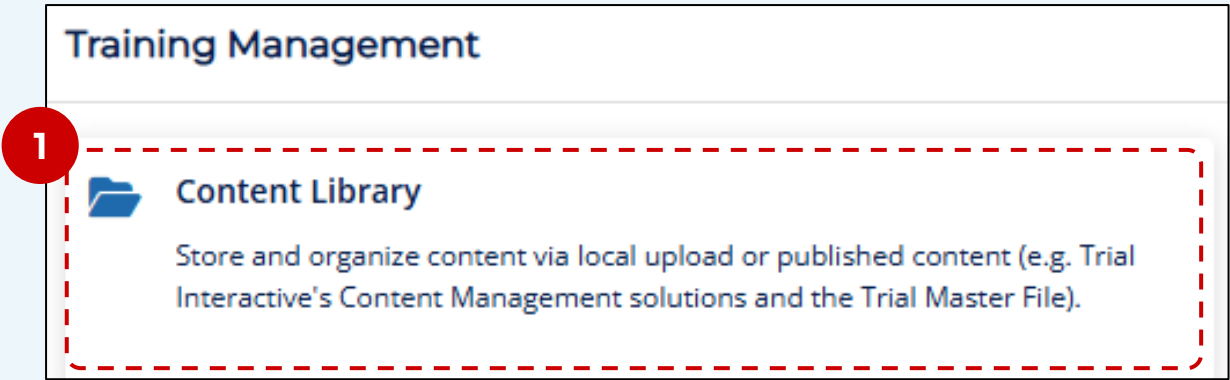 Training Management
1
Content Library
Store and organize content via local upload or published content (e.g. Trial
Interactive's Content Management solutions and the Trial Master File).